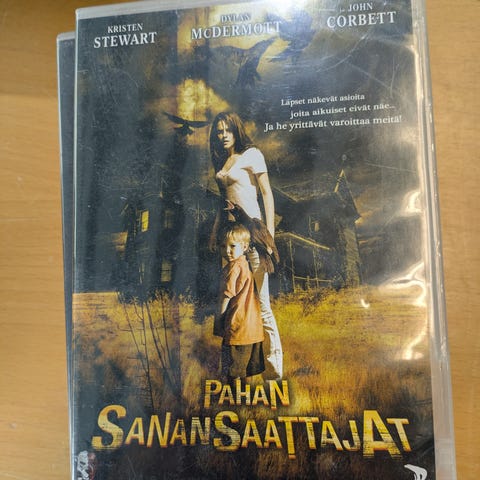 KRISTEN
STEWART
DYLAN
McDERMOTT
JOHN
CORBETT
Lapset näkevät asioita
joita aikuiset eivät näe...
Ja he yrittävät varoittaa meitä!
PAHAN
SANANSAATTAJAT